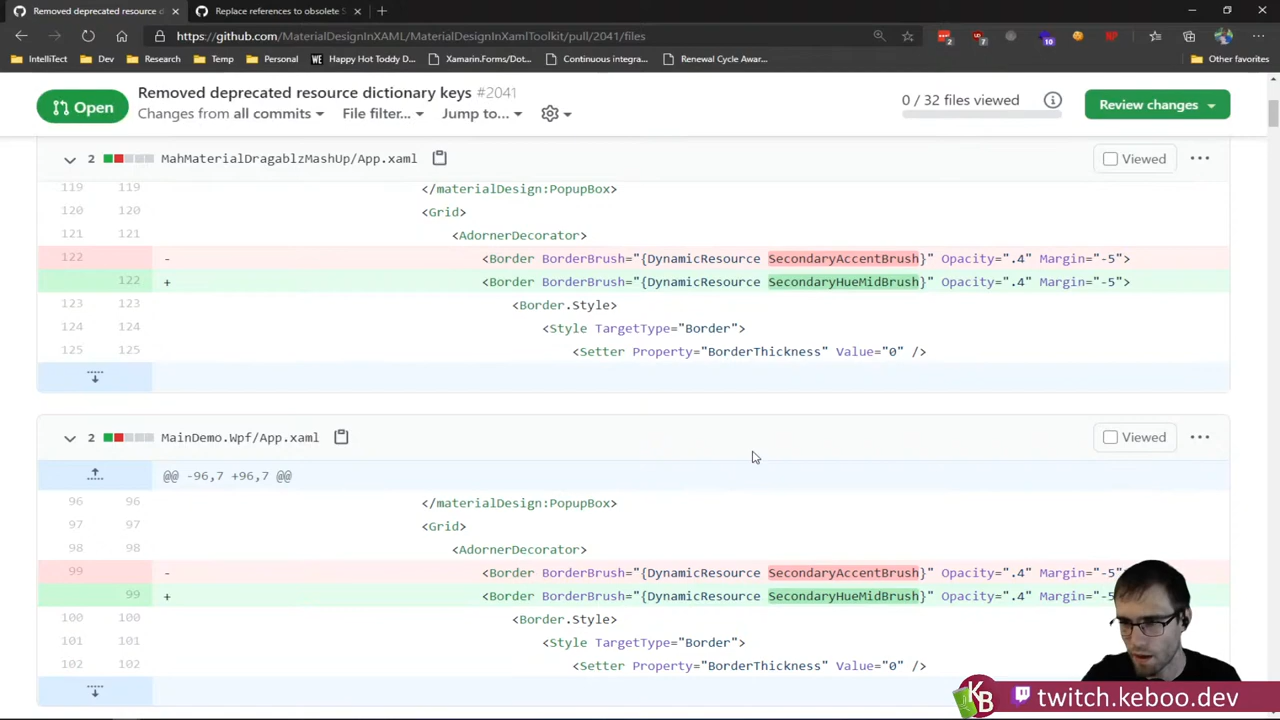 Removed deprecated resource d
Replace references to obsolete S
https://github.com/MaterialDesignInXAML/MaterialDesignInXamlToolkit/pull/2041/files
IntelliTect
Dev
Research
Temp
Personal
WE Happy Hot Toddy D...
Xamarin.Forms/Dot...
Continuous integra...
Renewal Cycle Awar...
Other favorites
Open
Removed deprecated resource dictionary keys #2041
Changes from all commits
File filter...
Jump to...
0 / 32 files viewed
Review changes
2 MahMaterialDragablzMashUp/App.xaml
Viewed
119 119 </materialDesign:PopupBox>
120 120 <Grid>
121 121 <AdornerDecorator>
122 - <Border BorderBrush="{DynamicResource SecondaryAccentBrush}" Opacity=".4" Margin="-5">
122 + <Border BorderBrush="{DynamicResource SecondaryHueMidBrush}" Opacity=".4" Margin="-5">
123 123 <Border.Style>
124 124 <Style TargetType="Border">
125 125 <Setter Property="BorderThickness" Value="0" />
2 MainDemo.Wpf/App.xaml
Viewed
@@ -96,7 +96,7 @@
96 96 </materialDesign:PopupBox>
97 97 <Grid>
98 98 <AdornerDecorator>
99 - <Border BorderBrush="{DynamicResource SecondaryAccentBrush}" Opacity=".4" Margin="-5"
99 + <Border BorderBrush="{DynamicResource SecondaryHueMidBrush}" Opacity=".4" Margin="-5
100 100 <Border.Style>
101 101 <Style TargetType="Border">
102 102 <Setter Property="BorderThickness" Value="0" />
KB twitch.keboo.dev